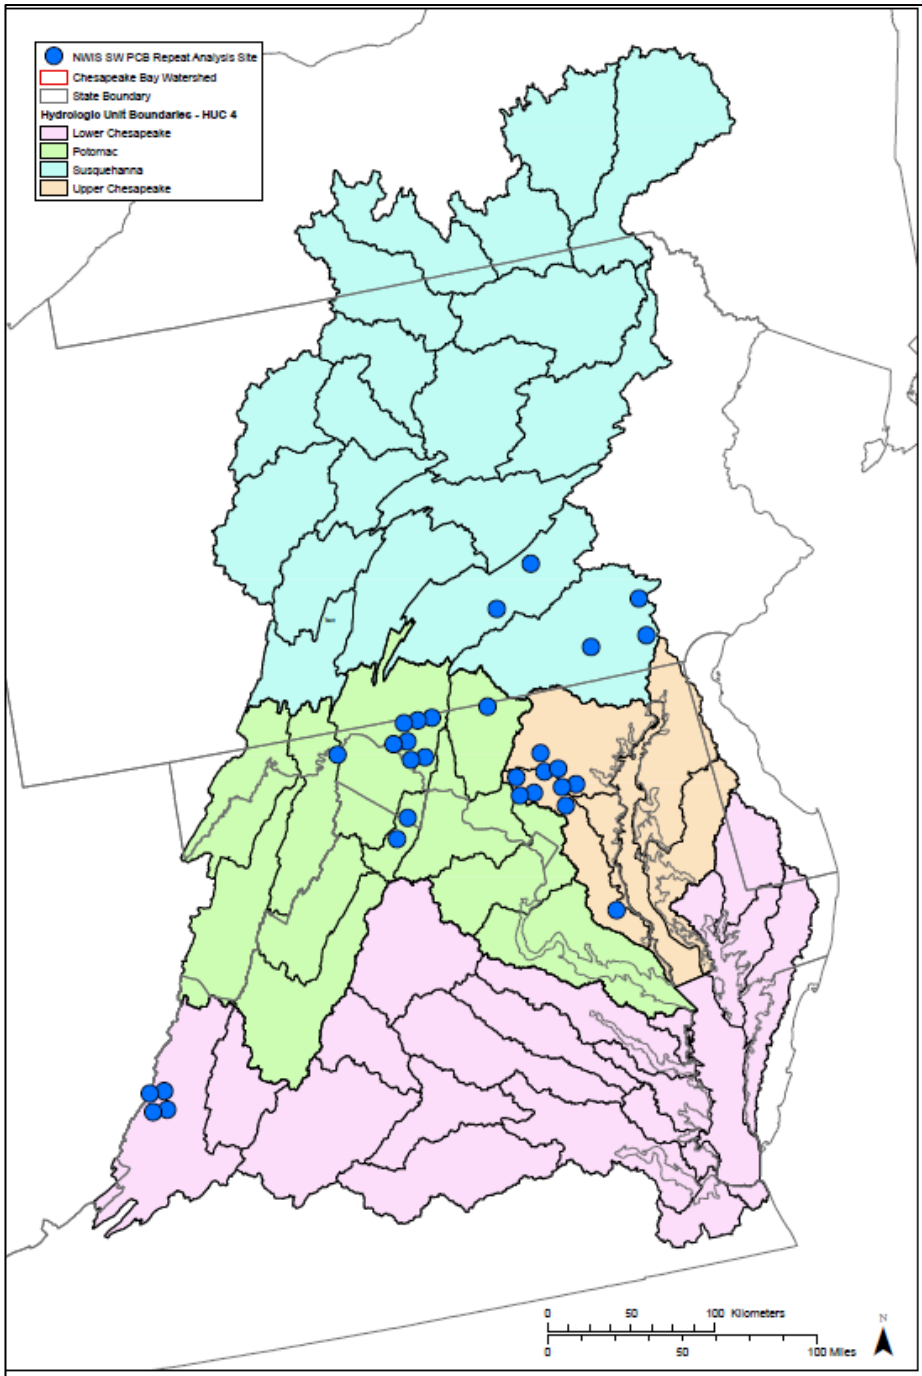 NWIS SW PCB Repeat Analysis Site
Chesapeake Bay Watershed
State Boundary
Hydrologic Unit Boundaries - HUC 4
Lower Chesapeake
Potomac
Susquehanna
Upper Chesapeake
0 50 100 Kilometers
0 50 100 Miles
N